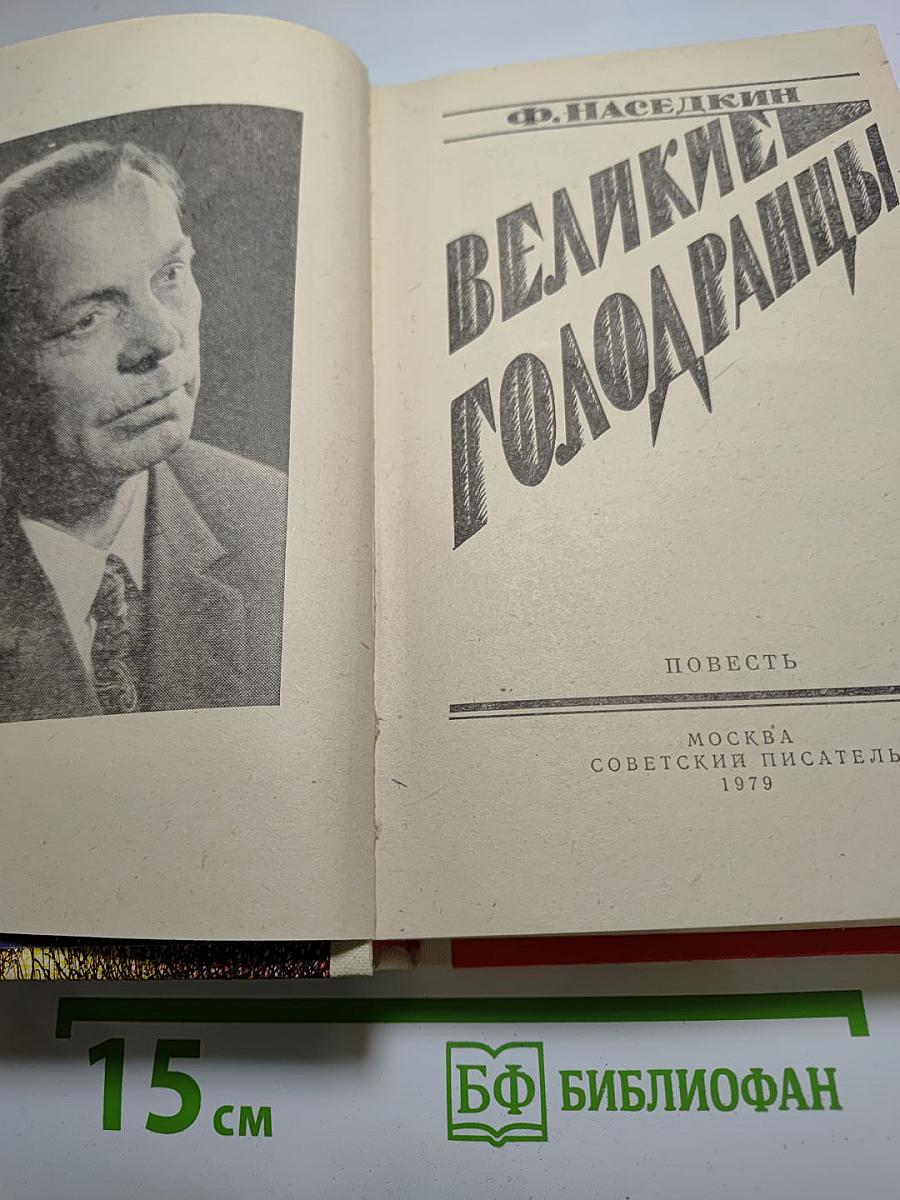 Ф. НАСЕДКИН
ВЕЛИКИЕ
ГОЛОДРАНЦЫ
ПОВЕСТЬ
МОСКВА
СОВЕТСКИЙ ПИСАТЕЛЬ
1979
15 см
БФ БИБЛИОФАН